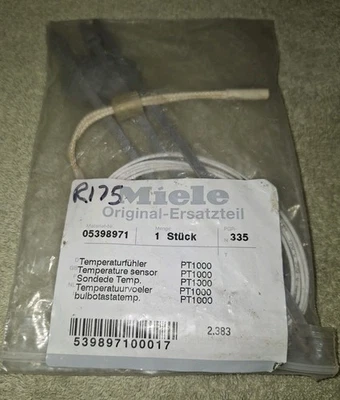 R175
Miele
Original-Ersatzteil
05398971 1 Stück 335
Temperaturfühler PT1000
Temperature sensor PT1000
Sondede Temp. PT1000
Temperatuurvoeler PT1000
bulbotastatemp. PT1000
2.383
539897100017